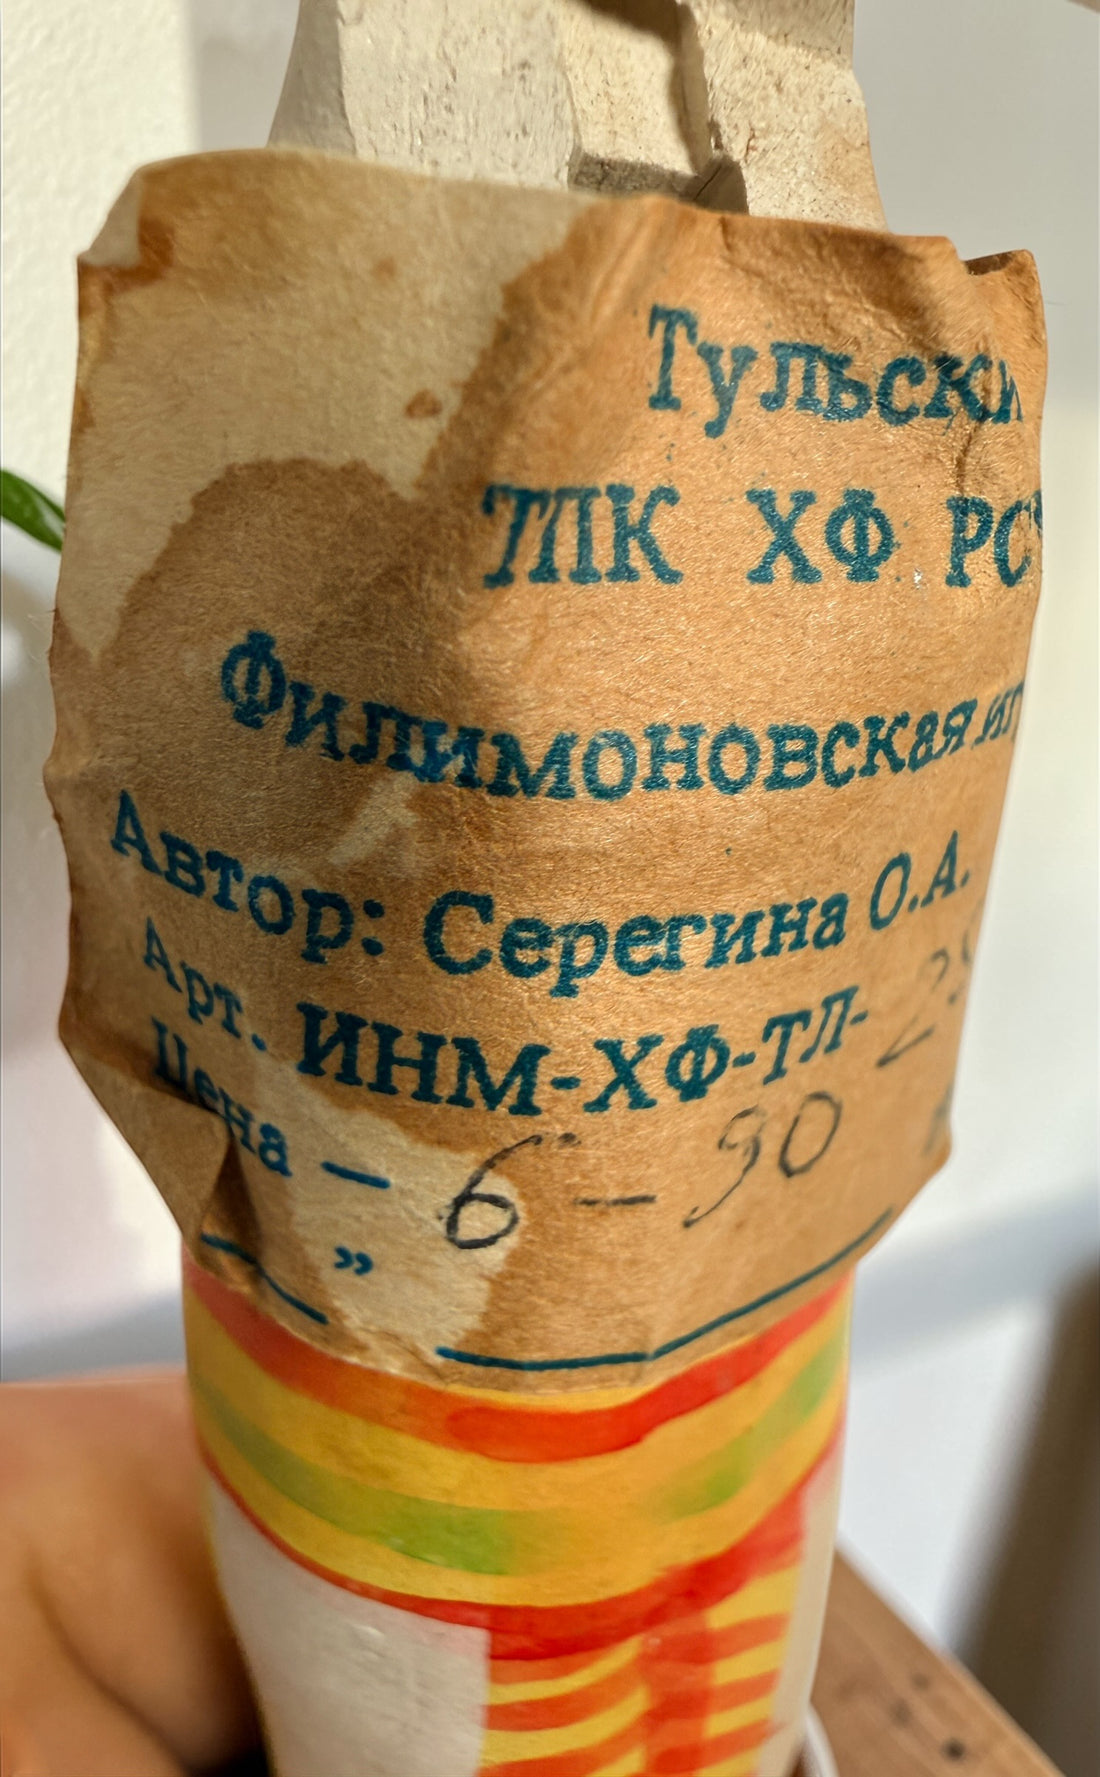 Тульски
ТПК ХФ РС
Филимоновская иг
Автор: Серегина О.А.
Арт. ИНМ-ХФ-ТЛ-
Цена — 6-90
"